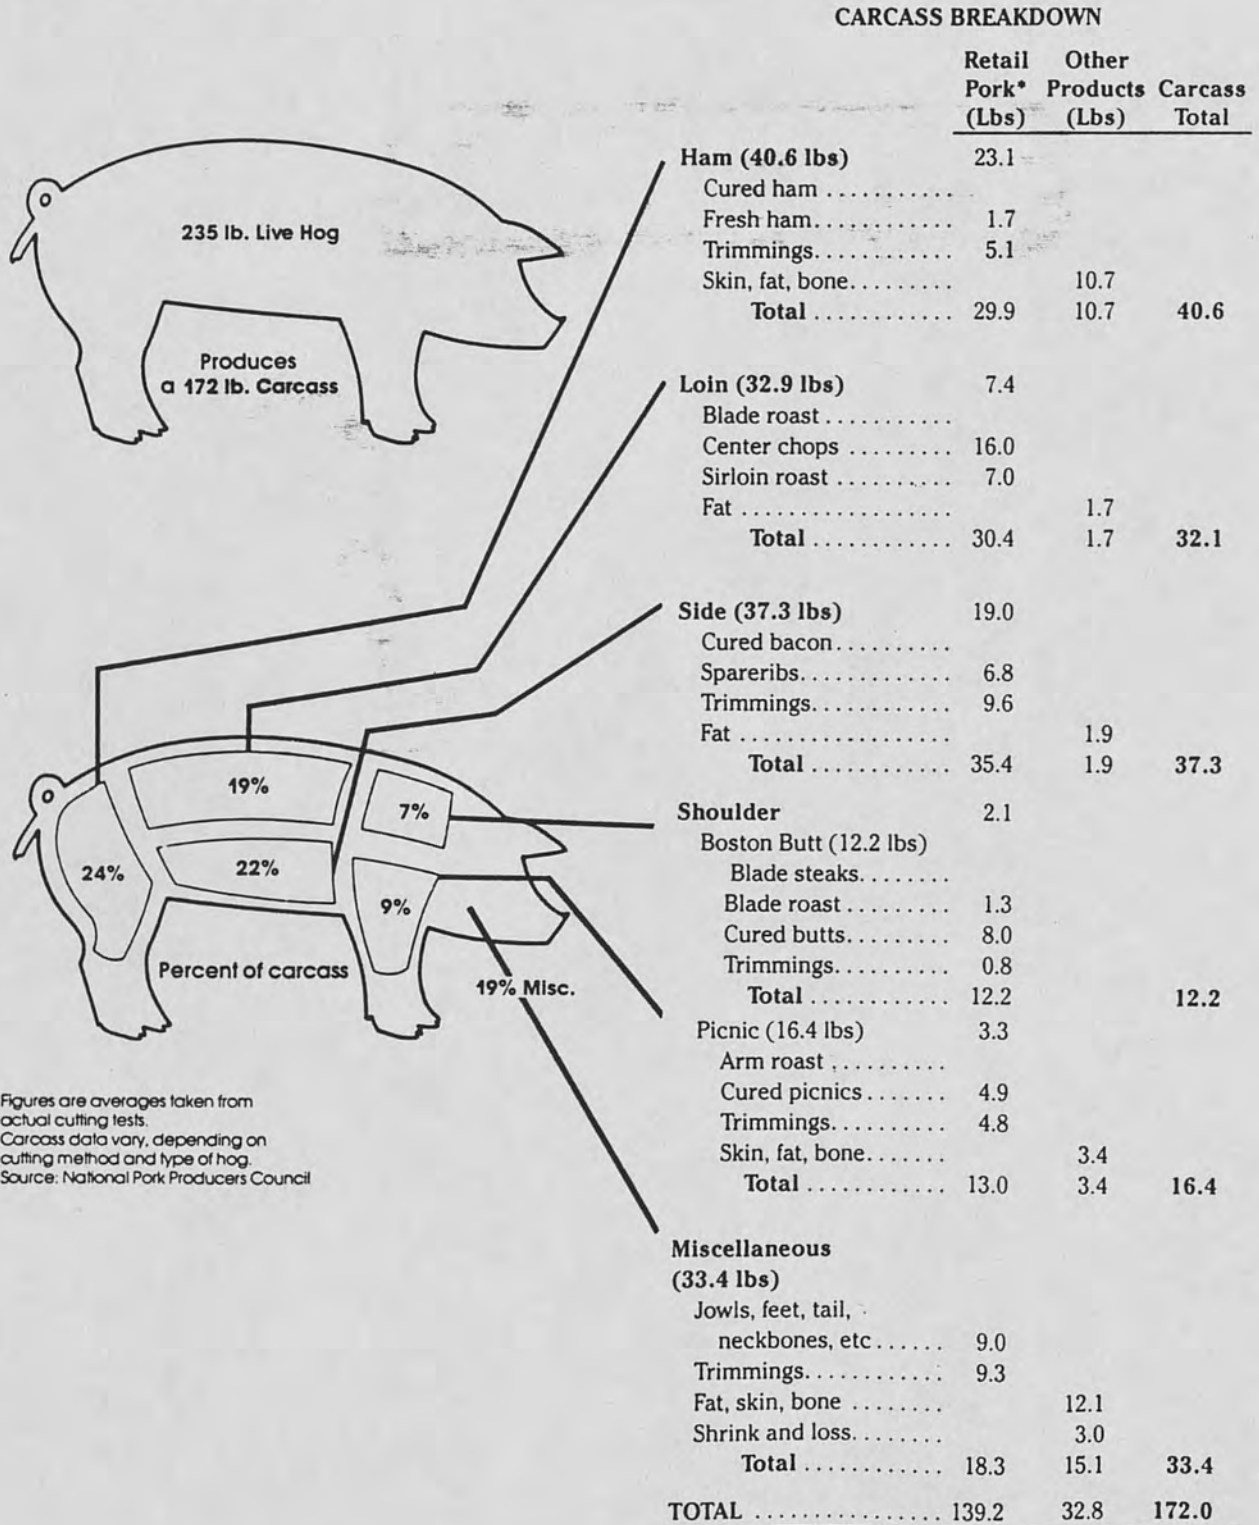 CARCASS BREAKDOWN
Retail Other
Pork* Products Carcass
(Lbs) (Lbs) Total
Ham (40.6 lbs) 23.1
Cured ham ...........
Fresh ham............ 1.7
Trimmings............ 5.1
Skin, fat, bone......... 10.7
Total ............ 29.9 10.7 40.6
Loin (32.9 lbs) 7.4
Blade roast ...........
Center chops ......... 16.0
Sirloin roast .......... 7.0
Fat .................. 1.7
Total ............ 30.4 1.7 32.1
Side (37.3 lbs) 19.0
Cured bacon..........
Spareribs............. 6.8
Trimmings............ 9.6
Fat .................. 1.9
Total ............ 35.4 1.9 37.3
Shoulder 2.1
Boston Butt (12.2 lbs)
Blade steaks........
Blade roast ......... 1.3
Cured butts......... 8.0
Trimmings.......... 0.8
Total ............ 12.2 12.2
Picnic (16.4 lbs) 3.3
Arm roast ..........
Cured picnics ....... 4.9
Trimmings.......... 4.8
Skin, fat, bone....... 3.4
Total ............ 13.0 3.4 16.4
Miscellaneous
(33.4 lbs)
Jowls, feet, tail,
neckbones, etc ...... 9.0
Trimmings............ 9.3
Fat, skin, bone ........ 12.1
Shrink and loss........ 3.0
Total ............ 18.3 15.1 33.4
TOTAL ................ 139.2 32.8 172.0
235 lb. Live Hog
Produces
a 172 lb. Carcass
19%
7%
22%
24%
9%
Percent of carcass
19% Misc.
Figures are averages taken from
actual cutting tests.
Carcass data vary, depending on
cutting method and type of hog.
Source: National Pork Producers Council